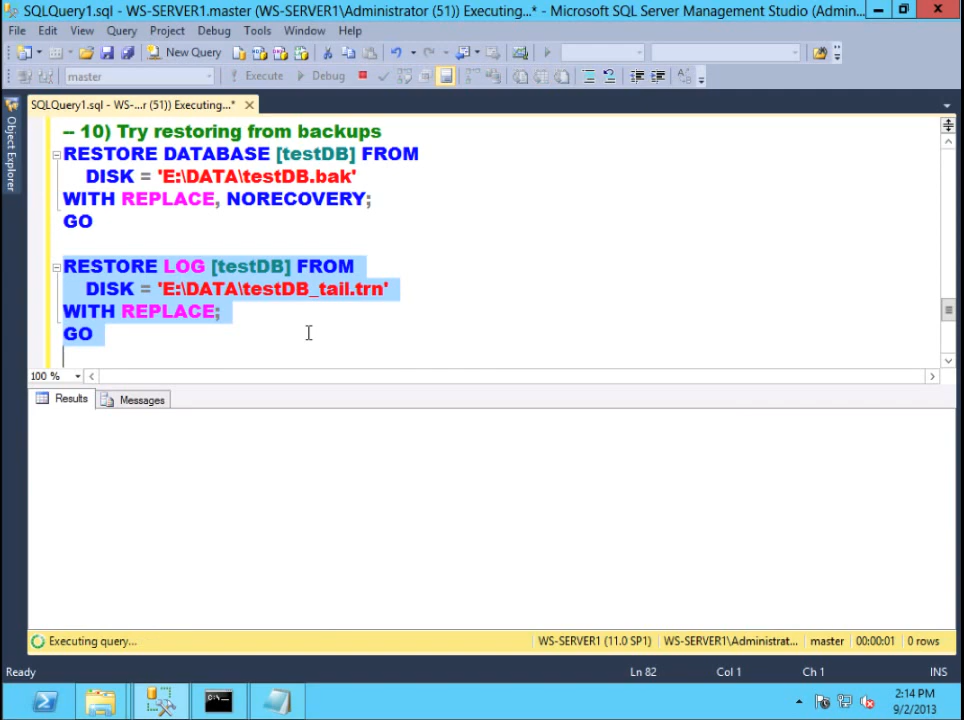 SQLQuery1.sql - WS-SERVER1.master (WS-SERVER1\Administrator (51)) Executing...* - Microsoft SQL Server Management Studio (Admin...
File Edit View Query Project Debug Tools Window Help
New Query
master Execute Debug
SQLQuery1.sql - WS-...r (51)) Executing...*
Object Explorer
-- 10) Try restoring from backups
RESTORE DATABASE [testDB] FROM
DISK = 'E:\DATA\testDB.bak'
WITH REPLACE, NORECOVERY;
GO
RESTORE LOG [testDB] FROM
DISK = 'E:\DATA\testDB_tail.trn'
WITH REPLACE;
GO
100 %
Results Messages
Executing query... WS-SERVER1 (11.0 SP1) WS-SERVER1\Administrat... master 00:00:01 0 rows
Ready Ln 82 Col 1 Ch 1 INS
2:14 PM
9/2/2013